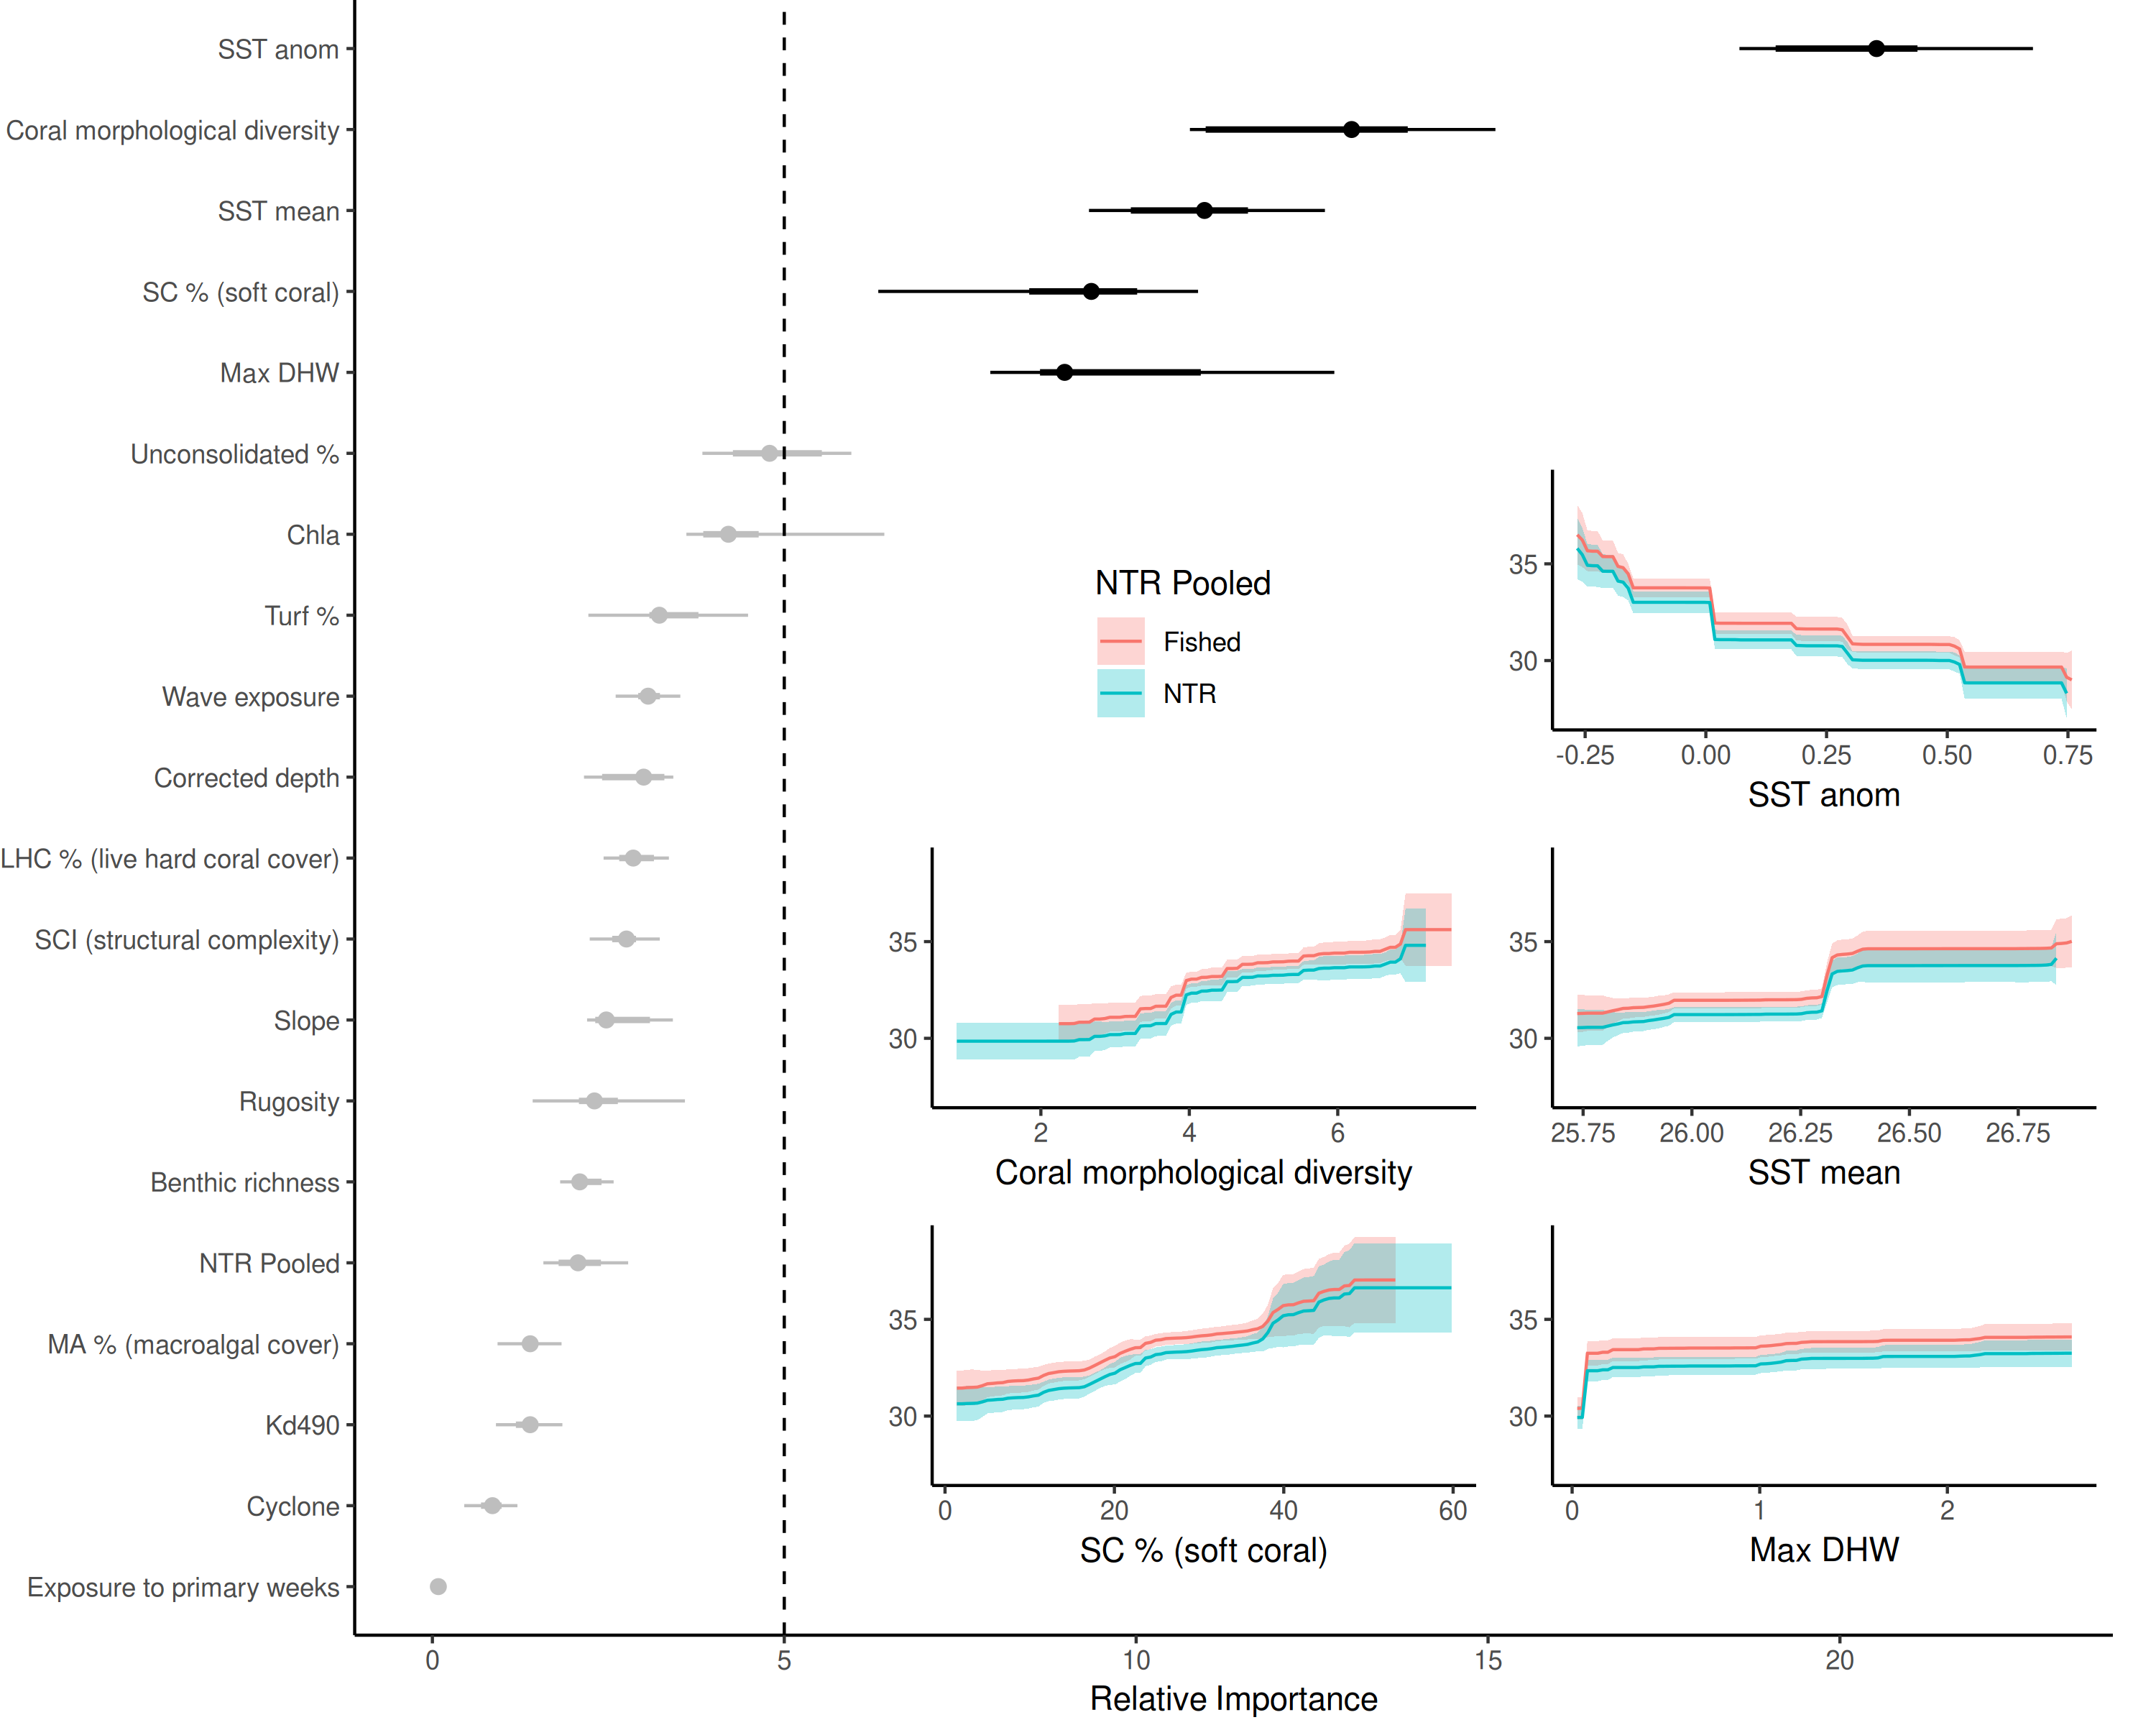 SST anom
Coral morphological diversity
SST mean
SC % (soft coral)
Max DHW
Unconsolidated %
Chla
Turf %
Wave exposure
Corrected depth
LHC % (live hard coral cover)
SCI (structural complexity)
Slope
Rugosity
Benthic richness
NTR Pooled
MA % (macroalgal cover)
Kd490
Cyclone
Exposure to primary weeks
0 5 10 15 20
Relative Importance
NTR Pooled
Fished
NTR
35
30
-0.25 0.00 0.25 0.50 0.75
SST anom
35
30
2 4 6
Coral morphological diversity
35
30
25.75 26.00 26.25 26.50 26.75
SST mean
35
30
0 20 40 60
SC % (soft coral)
35
30
0 1 2
Max DHW